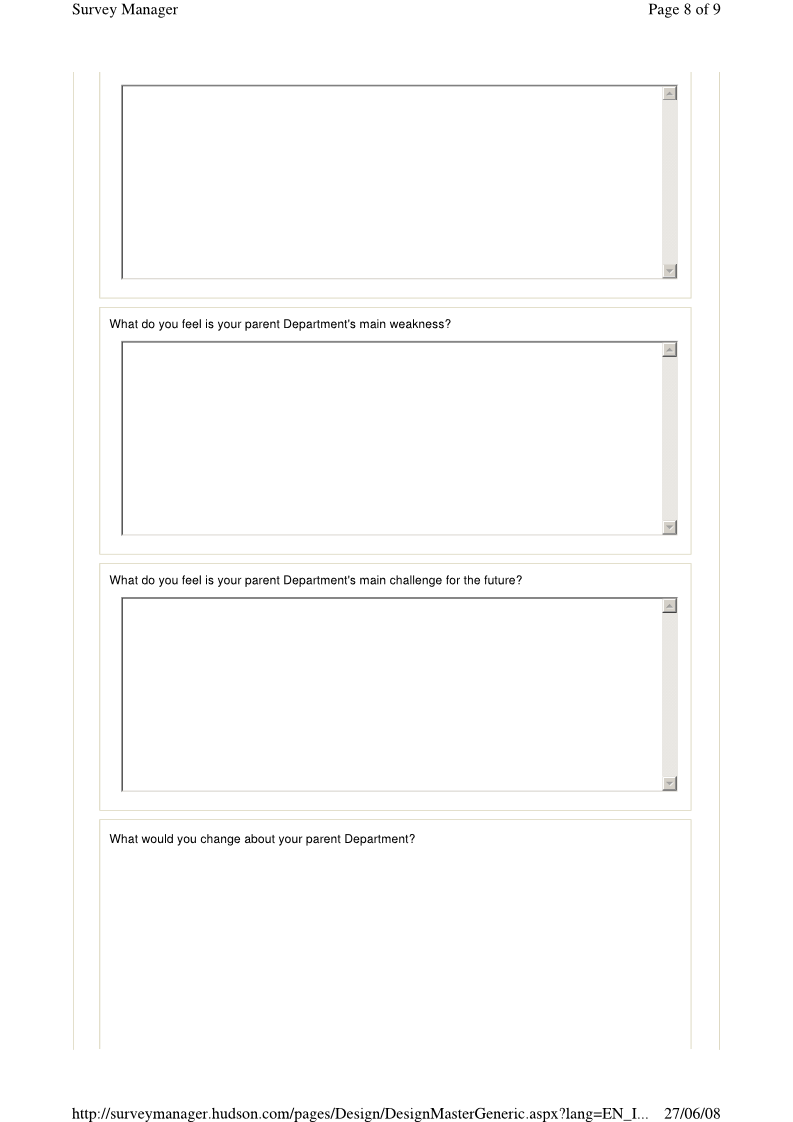 Survey Manager Page 8 of 9
What do you feel is your parent Department's main weakness?
What do you feel is your parent Department's main challenge for the future?
What would you change about your parent Department?
http://surveymanager.hudson.com/pages/Design/DesignMasterGeneric.aspx?lang=EN_I... 27/06/08